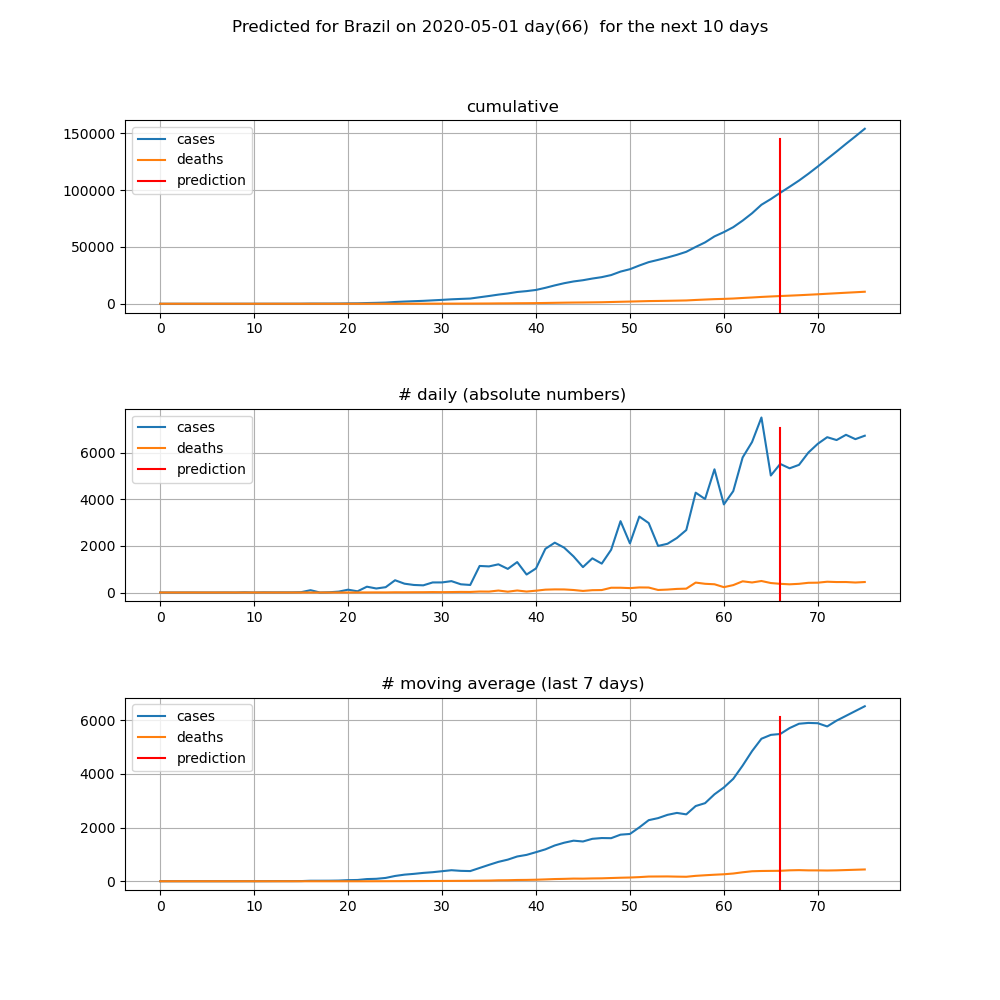 Predicted for Brazil on 2020-05-01 day(66)  for the next 10 days
cumulative
150000
100000
50000
0
cases
deaths
prediction
0 10 20 30 40 50 60 70
# daily (absolute numbers)
6000
4000
2000
0
cases
deaths
prediction
0 10 20 30 40 50 60 70
# moving average (last 7 days)
6000
4000
2000
0
cases
deaths
prediction
0 10 20 30 40 50 60 70